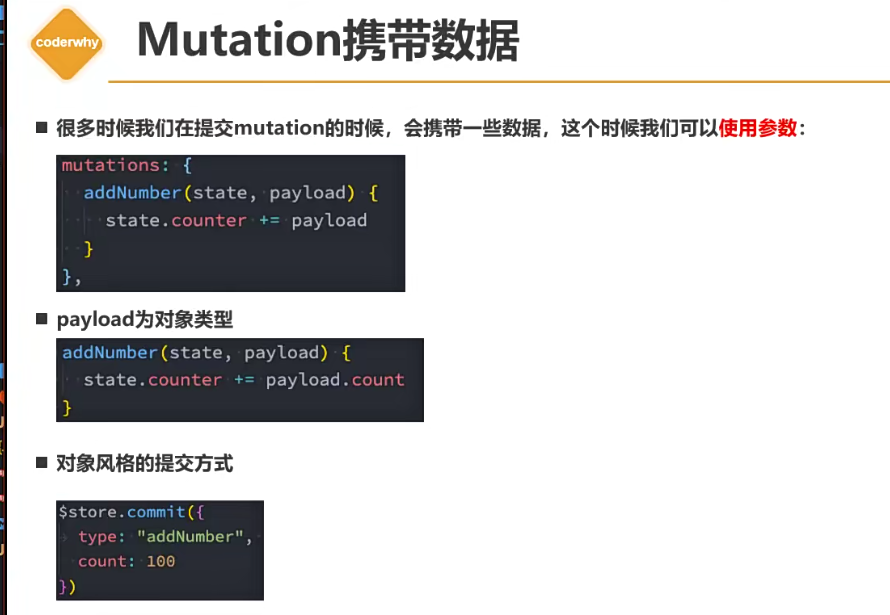 coderwhy
Mutation携带数据
很多时候我们在提交mutation的时候，会携带一些数据，这个时候我们可以使用参数：
mutations: {
addNumber(state, payload) {
state.counter += payload
}
},
payload为对象类型
addNumber(state, payload) {
state.counter += payload.count
}
对象风格的提交方式
$store.commit({
type: "addNumber",
count: 100
})